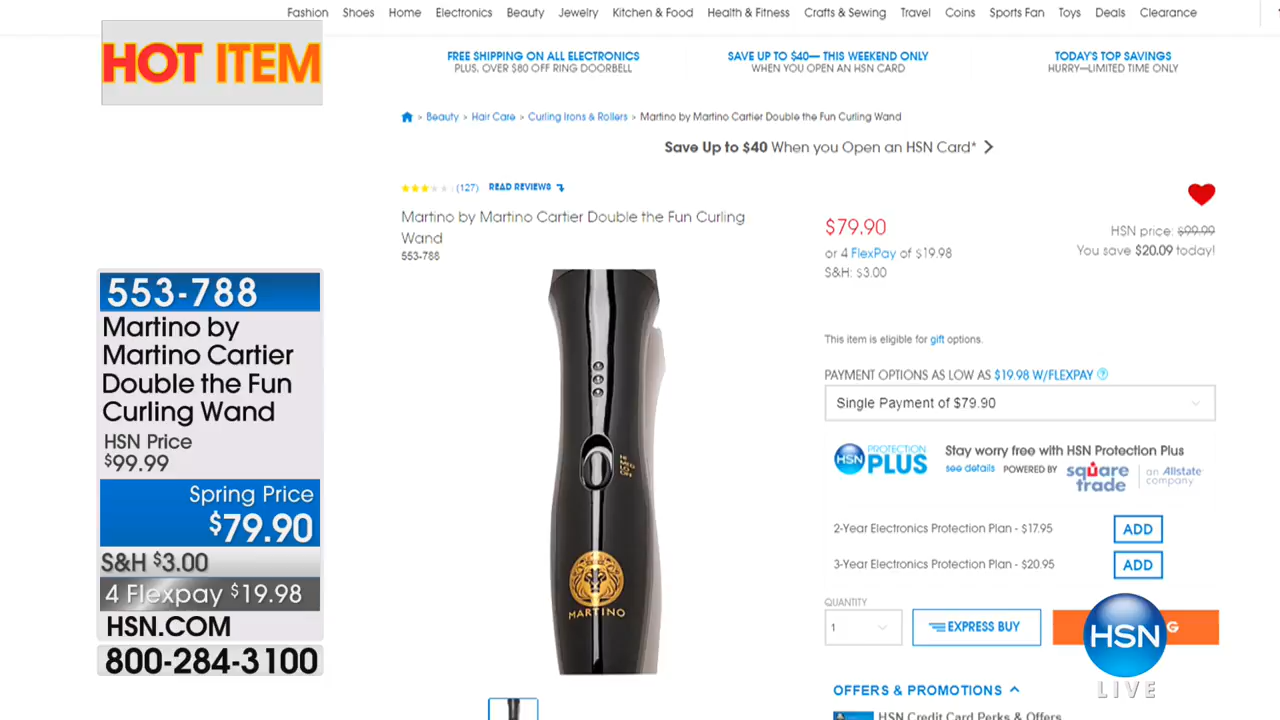 Fashion Shoes Home Electronics Beauty Jewelry Kitchen & Food Health & Fitness Crafts & Sewing Travel Coins Sports Fan Toys Deals Clearance
HOT ITEM
FREE SHIPPING ON ALL ELECTRONICS
PLUS, OVER $80 OFF RING DOORBELL
SAVE UP TO $40— THIS WEEKEND ONLY
WHEN YOU OPEN AN HSN CARD
TODAY'S TOP SAVINGS
HURRY—LIMITED TIME ONLY
> Beauty > Hair Care > Curling Irons & Rollers > Martino by Martino Cartier Double the Fun Curling Wand
Save Up to $40 When you Open an HSN Card* >
(127) READ REVIEWS
Martino by Martino Cartier Double the Fun Curling
Wand
553-788
$79.90
or 4 FlexPay of $19.98
S&H: $3.00
HSN price: $99.99
You save $20.09 today!
This item is eligible for gift options.
PAYMENT OPTIONS AS LOW AS $19.98 W/FLEXPAY ?
Single Payment of $79.90
HSN PROTECTION PLUS
Stay worry free with HSN Protection Plus
see details POWERED BY square trade an Allstate company
2-Year Electronics Protection Plan - $17.95 ADD
3-Year Electronics Protection Plan - $20.95 ADD
QUANTITY
1
EXPRESS BUY
G
OFFERS & PROMOTIONS
HSN Credit Card Perks & Offers
MARTINO
553-788
Martino by
Martino Cartier
Double the Fun
Curling Wand
HSN Price
$99.99
Spring Price
$79.90
S&H $3.00
4 Flexpay $19.98
HSN.COM
800-284-3100
HSN
LIVE